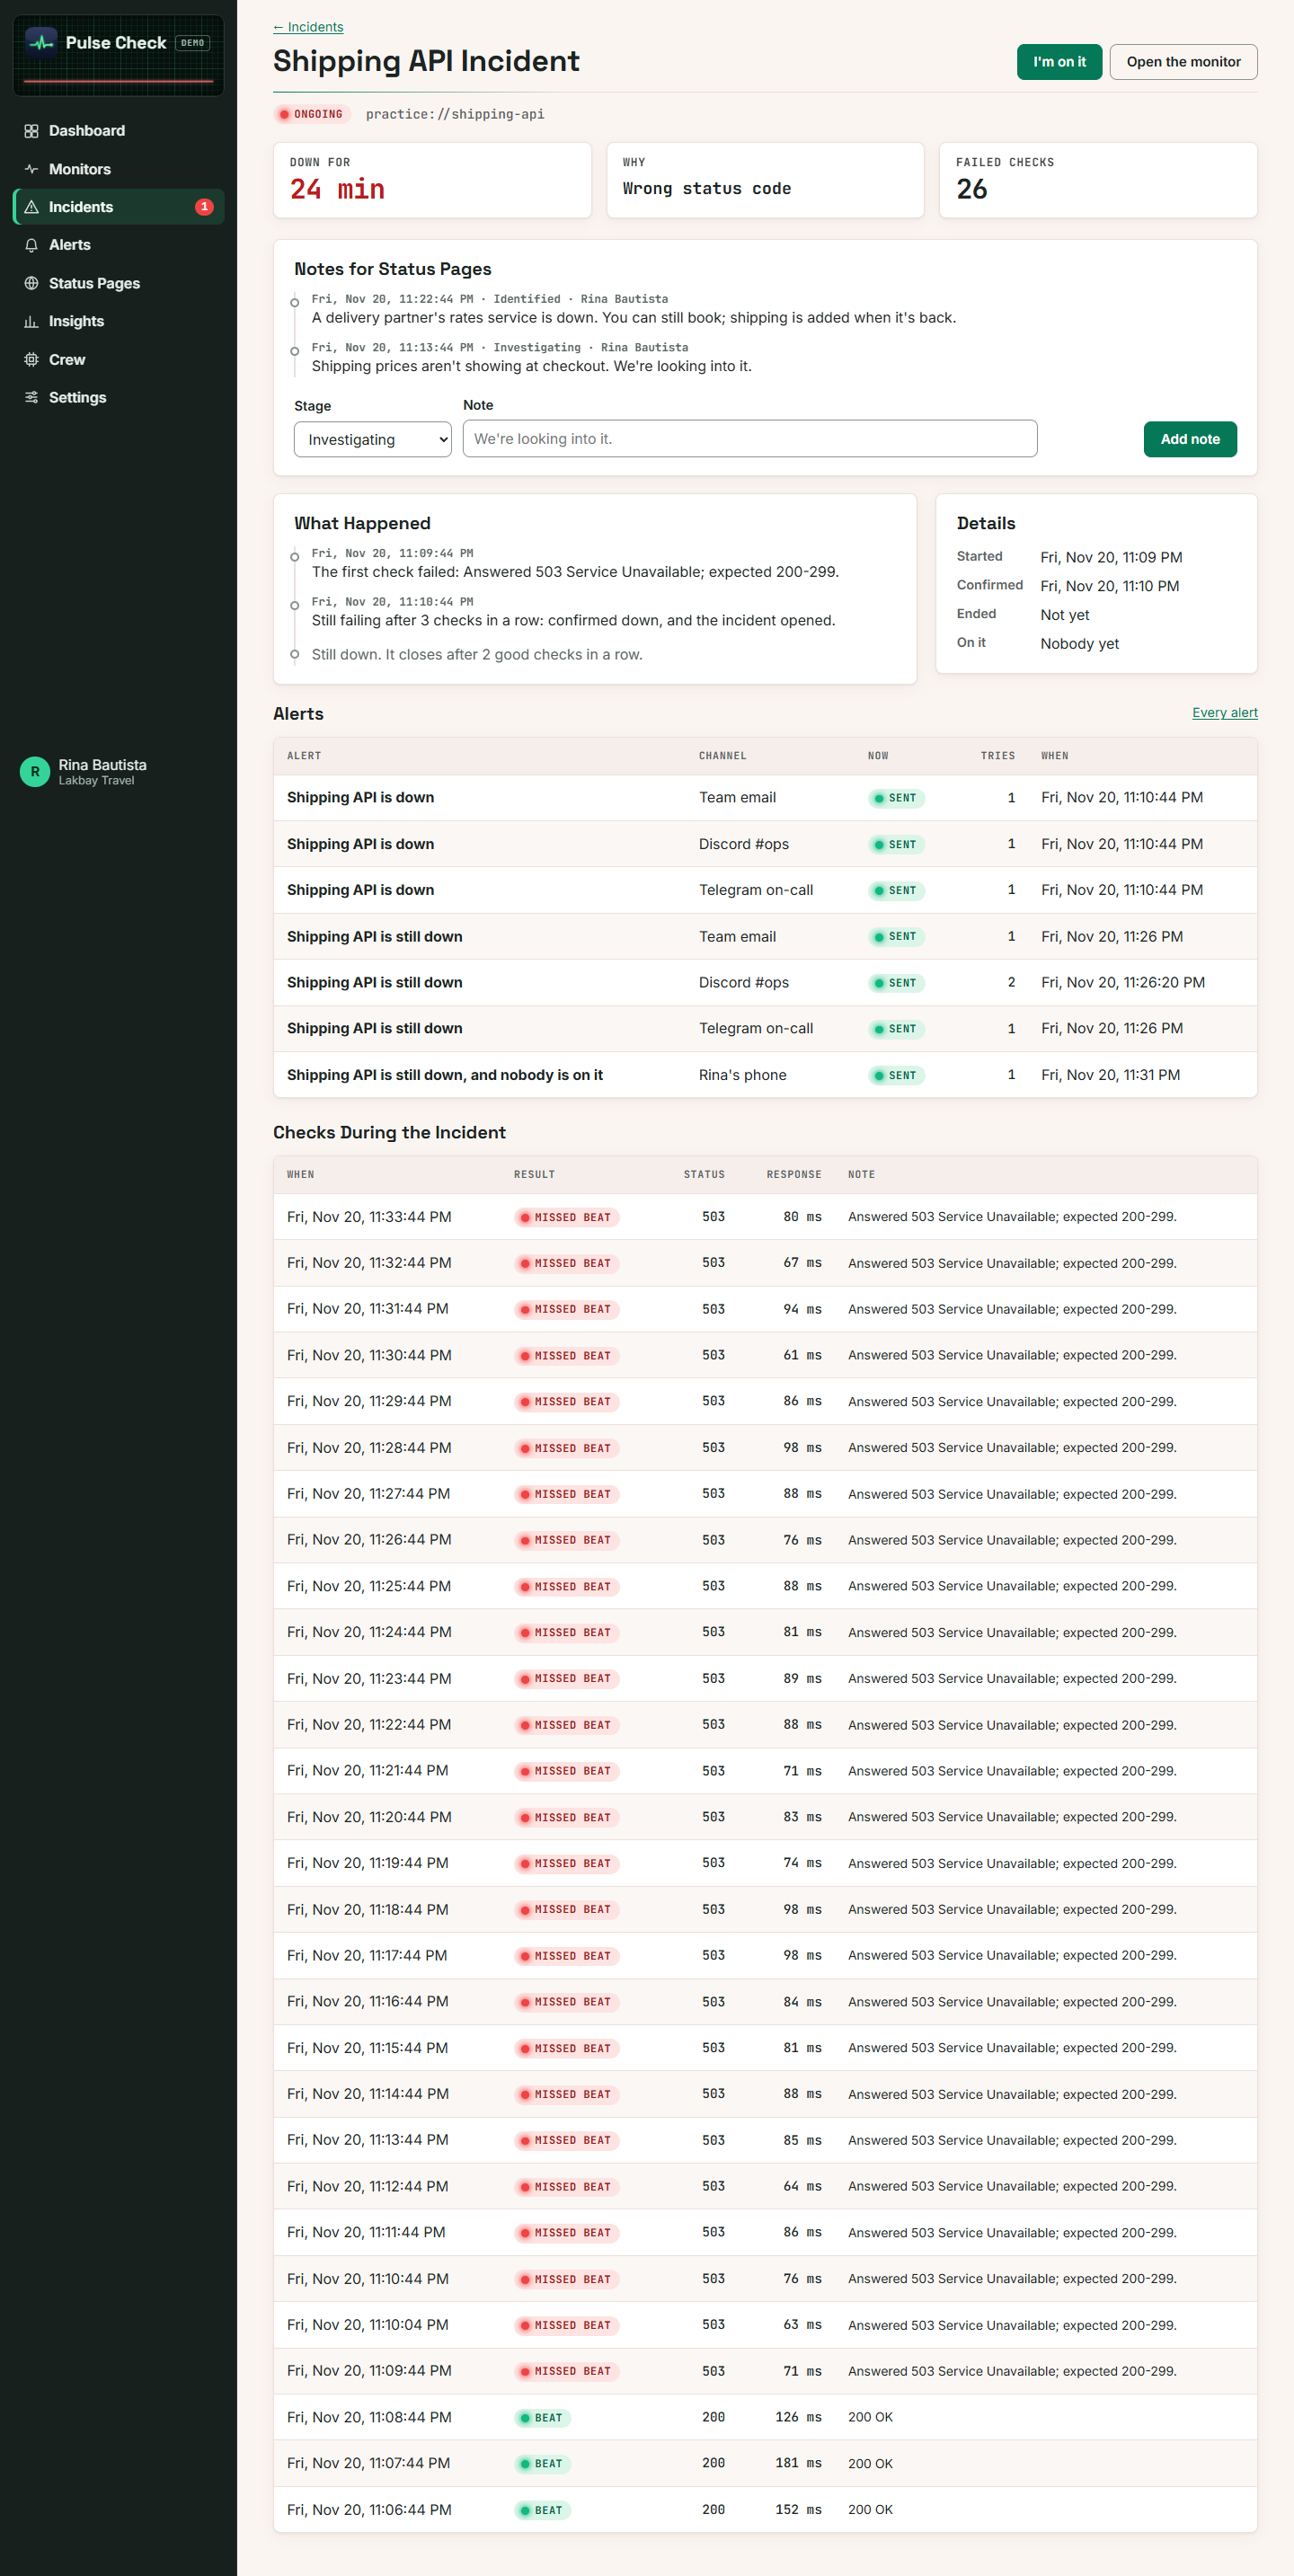 Pulse Check DEMO
Dashboard
Monitors
Incidents 1
Alerts
Status Pages
Insights
Crew
Settings
R Rina Bautista
Lakbay Travel
← Incidents
Shipping API Incident
I'm on it Open the monitor
ONGOING practice://shipping-api
DOWN FOR
24 min
WHY
Wrong status code
FAILED CHECKS
26
Notes for Status Pages
Fri, Nov 20, 11:22:44 PM · Identified · Rina Bautista
A delivery partner's rates service is down. You can still book; shipping is added when it's back.
Fri, Nov 20, 11:13:44 PM · Investigating · Rina Bautista
Shipping prices aren't showing at checkout. We're looking into it.
Stage Note
Investigating We're looking into it. Add note
What Happened
Fri, Nov 20, 11:09:44 PM
The first check failed: Answered 503 Service Unavailable; expected 200-299.
Fri, Nov 20, 11:10:44 PM
Still failing after 3 checks in a row: confirmed down, and the incident opened.
Still down. It closes after 2 good checks in a row.
Details
Started Fri, Nov 20, 11:09 PM
Confirmed Fri, Nov 20, 11:10 PM
Ended Not yet
On it Nobody yet
Alerts Every alert
ALERT CHANNEL NOW TRIES WHEN
Shipping API is down Team email SENT 1 Fri, Nov 20, 11:10:44 PM
Shipping API is down Discord #ops SENT 1 Fri, Nov 20, 11:10:44 PM
Shipping API is down Telegram on-call SENT 1 Fri, Nov 20, 11:10:44 PM
Shipping API is still down Team email SENT 1 Fri, Nov 20, 11:26 PM
Shipping API is still down Discord #ops SENT 2 Fri, Nov 20, 11:26:20 PM
Shipping API is still down Telegram on-call SENT 1 Fri, Nov 20, 11:26 PM
Shipping API is still down, and nobody is on it Rina's phone SENT 1 Fri, Nov 20, 11:31 PM
Checks During the Incident
WHEN RESULT STATUS RESPONSE NOTE
Fri, Nov 20, 11:33:44 PM MISSED BEAT 503 80 ms Answered 503 Service Unavailable; expected 200-299.
Fri, Nov 20, 11:32:44 PM MISSED BEAT 503 67 ms Answered 503 Service Unavailable; expected 200-299.
Fri, Nov 20, 11:31:44 PM MISSED BEAT 503 94 ms Answered 503 Service Unavailable; expected 200-299.
Fri, Nov 20, 11:30:44 PM MISSED BEAT 503 61 ms Answered 503 Service Unavailable; expected 200-299.
Fri, Nov 20, 11:29:44 PM MISSED BEAT 503 86 ms Answered 503 Service Unavailable; expected 200-299.
Fri, Nov 20, 11:28:44 PM MISSED BEAT 503 98 ms Answered 503 Service Unavailable; expected 200-299.
Fri, Nov 20, 11:27:44 PM MISSED BEAT 503 88 ms Answered 503 Service Unavailable; expected 200-299.
Fri, Nov 20, 11:26:44 PM MISSED BEAT 503 76 ms Answered 503 Service Unavailable; expected 200-299.
Fri, Nov 20, 11:25:44 PM MISSED BEAT 503 88 ms Answered 503 Service Unavailable; expected 200-299.
Fri, Nov 20, 11:24:44 PM MISSED BEAT 503 81 ms Answered 503 Service Unavailable; expected 200-299.
Fri, Nov 20, 11:23:44 PM MISSED BEAT 503 89 ms Answered 503 Service Unavailable; expected 200-299.
Fri, Nov 20, 11:22:44 PM MISSED BEAT 503 88 ms Answered 503 Service Unavailable; expected 200-299.
Fri, Nov 20, 11:21:44 PM MISSED BEAT 503 71 ms Answered 503 Service Unavailable; expected 200-299.
Fri, Nov 20, 11:20:44 PM MISSED BEAT 503 83 ms Answered 503 Service Unavailable; expected 200-299.
Fri, Nov 20, 11:19:44 PM MISSED BEAT 503 74 ms Answered 503 Service Unavailable; expected 200-299.
Fri, Nov 20, 11:18:44 PM MISSED BEAT 503 98 ms Answered 503 Service Unavailable; expected 200-299.
Fri, Nov 20, 11:17:44 PM MISSED BEAT 503 98 ms Answered 503 Service Unavailable; expected 200-299.
Fri, Nov 20, 11:16:44 PM MISSED BEAT 503 84 ms Answered 503 Service Unavailable; expected 200-299.
Fri, Nov 20, 11:15:44 PM MISSED BEAT 503 81 ms Answered 503 Service Unavailable; expected 200-299.
Fri, Nov 20, 11:14:44 PM MISSED BEAT 503 88 ms Answered 503 Service Unavailable; expected 200-299.
Fri, Nov 20, 11:13:44 PM MISSED BEAT 503 85 ms Answered 503 Service Unavailable; expected 200-299.
Fri, Nov 20, 11:12:44 PM MISSED BEAT 503 64 ms Answered 503 Service Unavailable; expected 200-299.
Fri, Nov 20, 11:11:44 PM MISSED BEAT 503 86 ms Answered 503 Service Unavailable; expected 200-299.
Fri, Nov 20, 11:10:44 PM MISSED BEAT 503 76 ms Answered 503 Service Unavailable; expected 200-299.
Fri, Nov 20, 11:10:04 PM MISSED BEAT 503 63 ms Answered 503 Service Unavailable; expected 200-299.
Fri, Nov 20, 11:09:44 PM MISSED BEAT 503 71 ms Answered 503 Service Unavailable; expected 200-299.
Fri, Nov 20, 11:08:44 PM BEAT 200 126 ms 200 OK
Fri, Nov 20, 11:07:44 PM BEAT 200 181 ms 200 OK
Fri, Nov 20, 11:06:44 PM BEAT 200 152 ms 200 OK